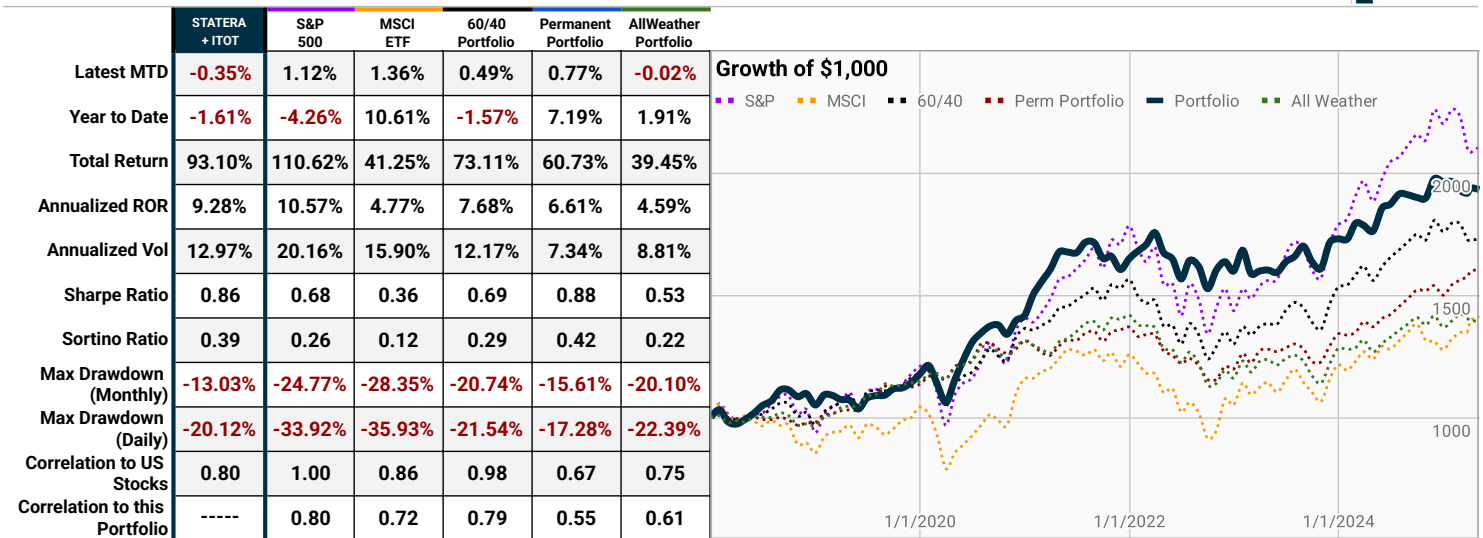 STATERA + ITOT S&P 500 MSCI ETF 60/40 Portfolio Permanent Portfolio AllWeather Portfolio
Latest MTD -0.35% 1.12% 1.36% 0.49% 0.77% -0.02%
Year to Date -1.61% -4.26% 10.61% -1.57% 7.19% 1.91%
Total Return 93.10% 110.62% 41.25% 73.11% 60.73% 39.45%
Annualized ROR 9.28% 10.57% 4.77% 7.68% 6.61% 4.59%
Annualized Vol 12.97% 20.16% 15.90% 12.17% 7.34% 8.81%
Sharpe Ratio 0.86 0.68 0.36 0.69 0.88 0.53
Sortino Ratio 0.39 0.26 0.12 0.29 0.42 0.22
Max Drawdown (Monthly) -13.03% -24.77% -28.35% -20.74% -15.61% -20.10%
Max Drawdown (Daily) -20.12% -33.92% -35.93% -21.54% -17.28% -22.39%
Correlation to US Stocks 0.80 1.00 0.86 0.98 0.67 0.75
Correlation to this Portfolio ----- 0.80 0.72 0.79 0.55 0.61
Growth of $1,000
S&P MSCI 60/40 Perm Portfolio Portfolio All Weather
2000
1500
1000
1/1/2020 1/1/2022 1/1/2024